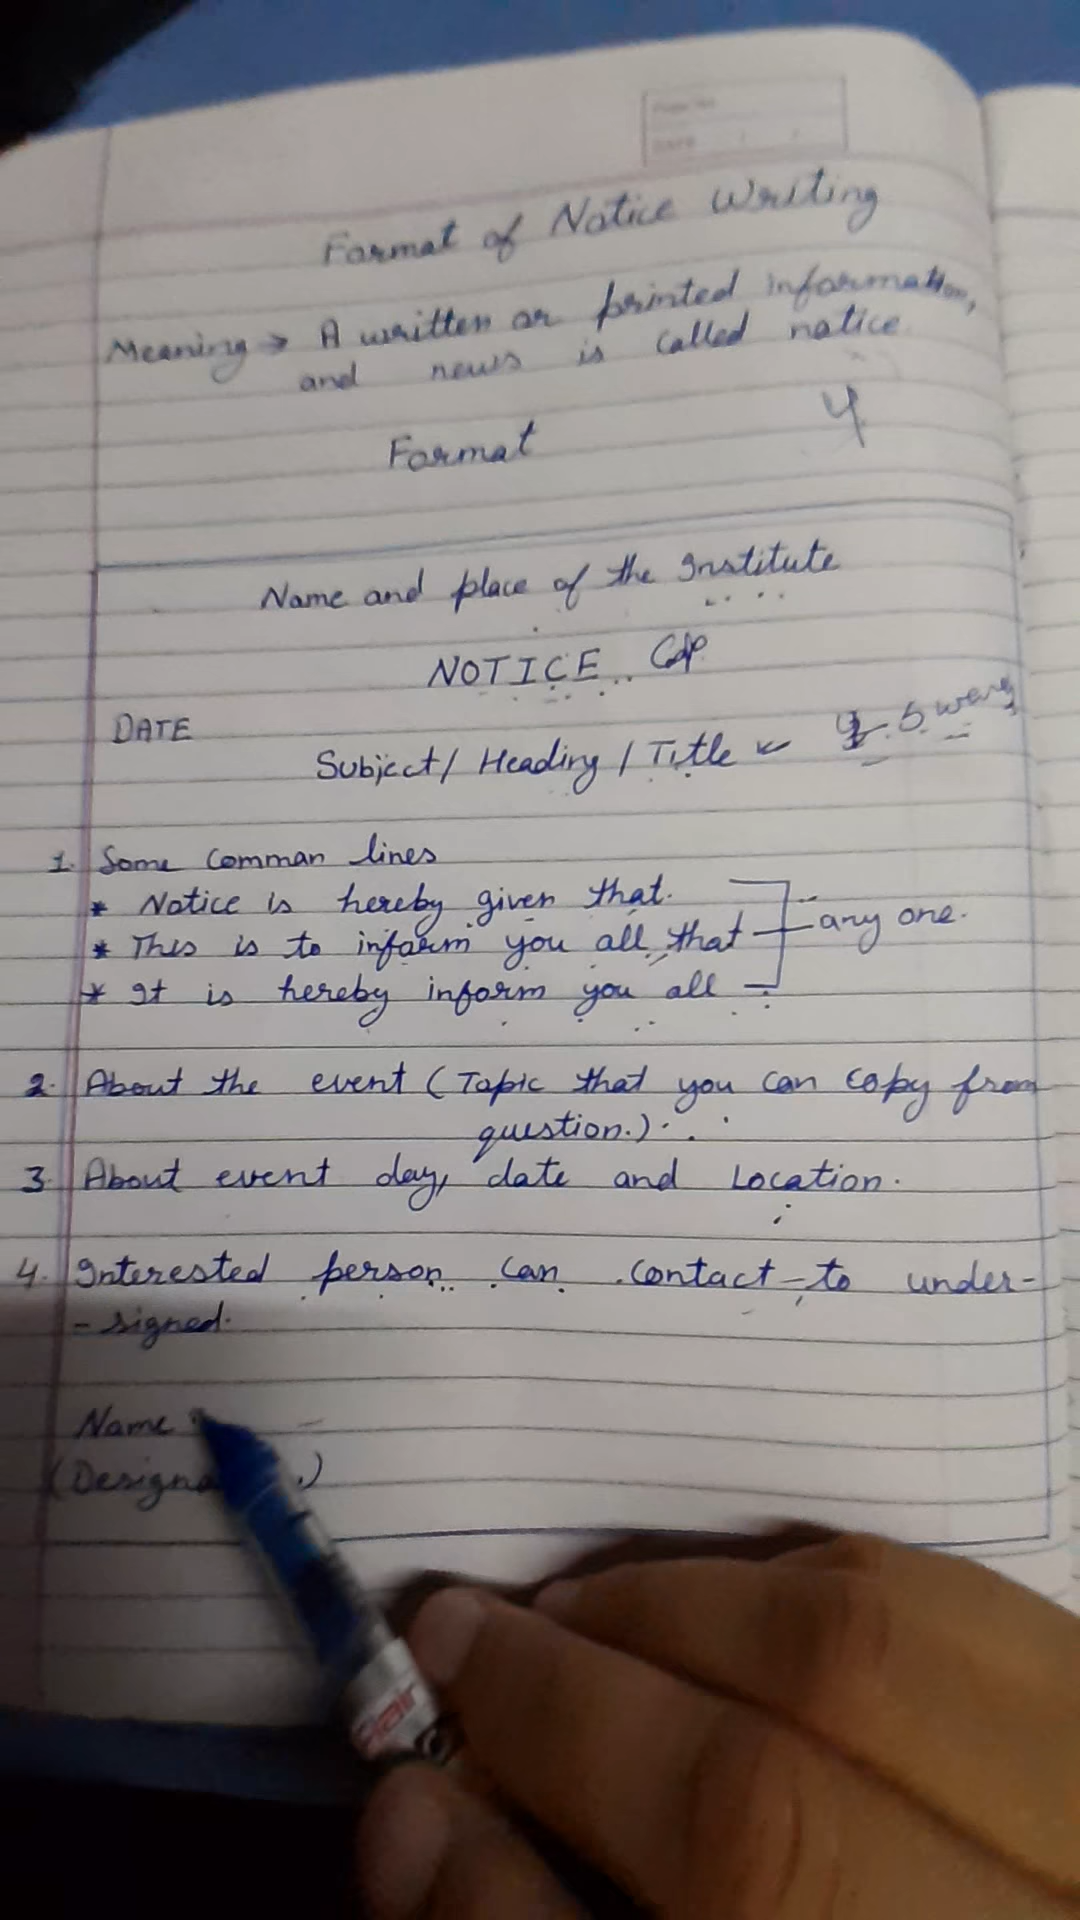 Page No.
DATE / /
Format of Notice Writing
Meaning → A written or printed information,
and news is called notice
Format 4
Name and place of the Institute
NOTICE
DATE
Subject/ Heading / Title
1. Some comman lines
* Notice is hereby given that.
* This is to inform you all, that
any one.
* It is hereby inform you all
2. About the event (Topic that you can copy from
question.)
3. About event day, date and Location.
4. Interested person can contact to under-
-signed.
Name